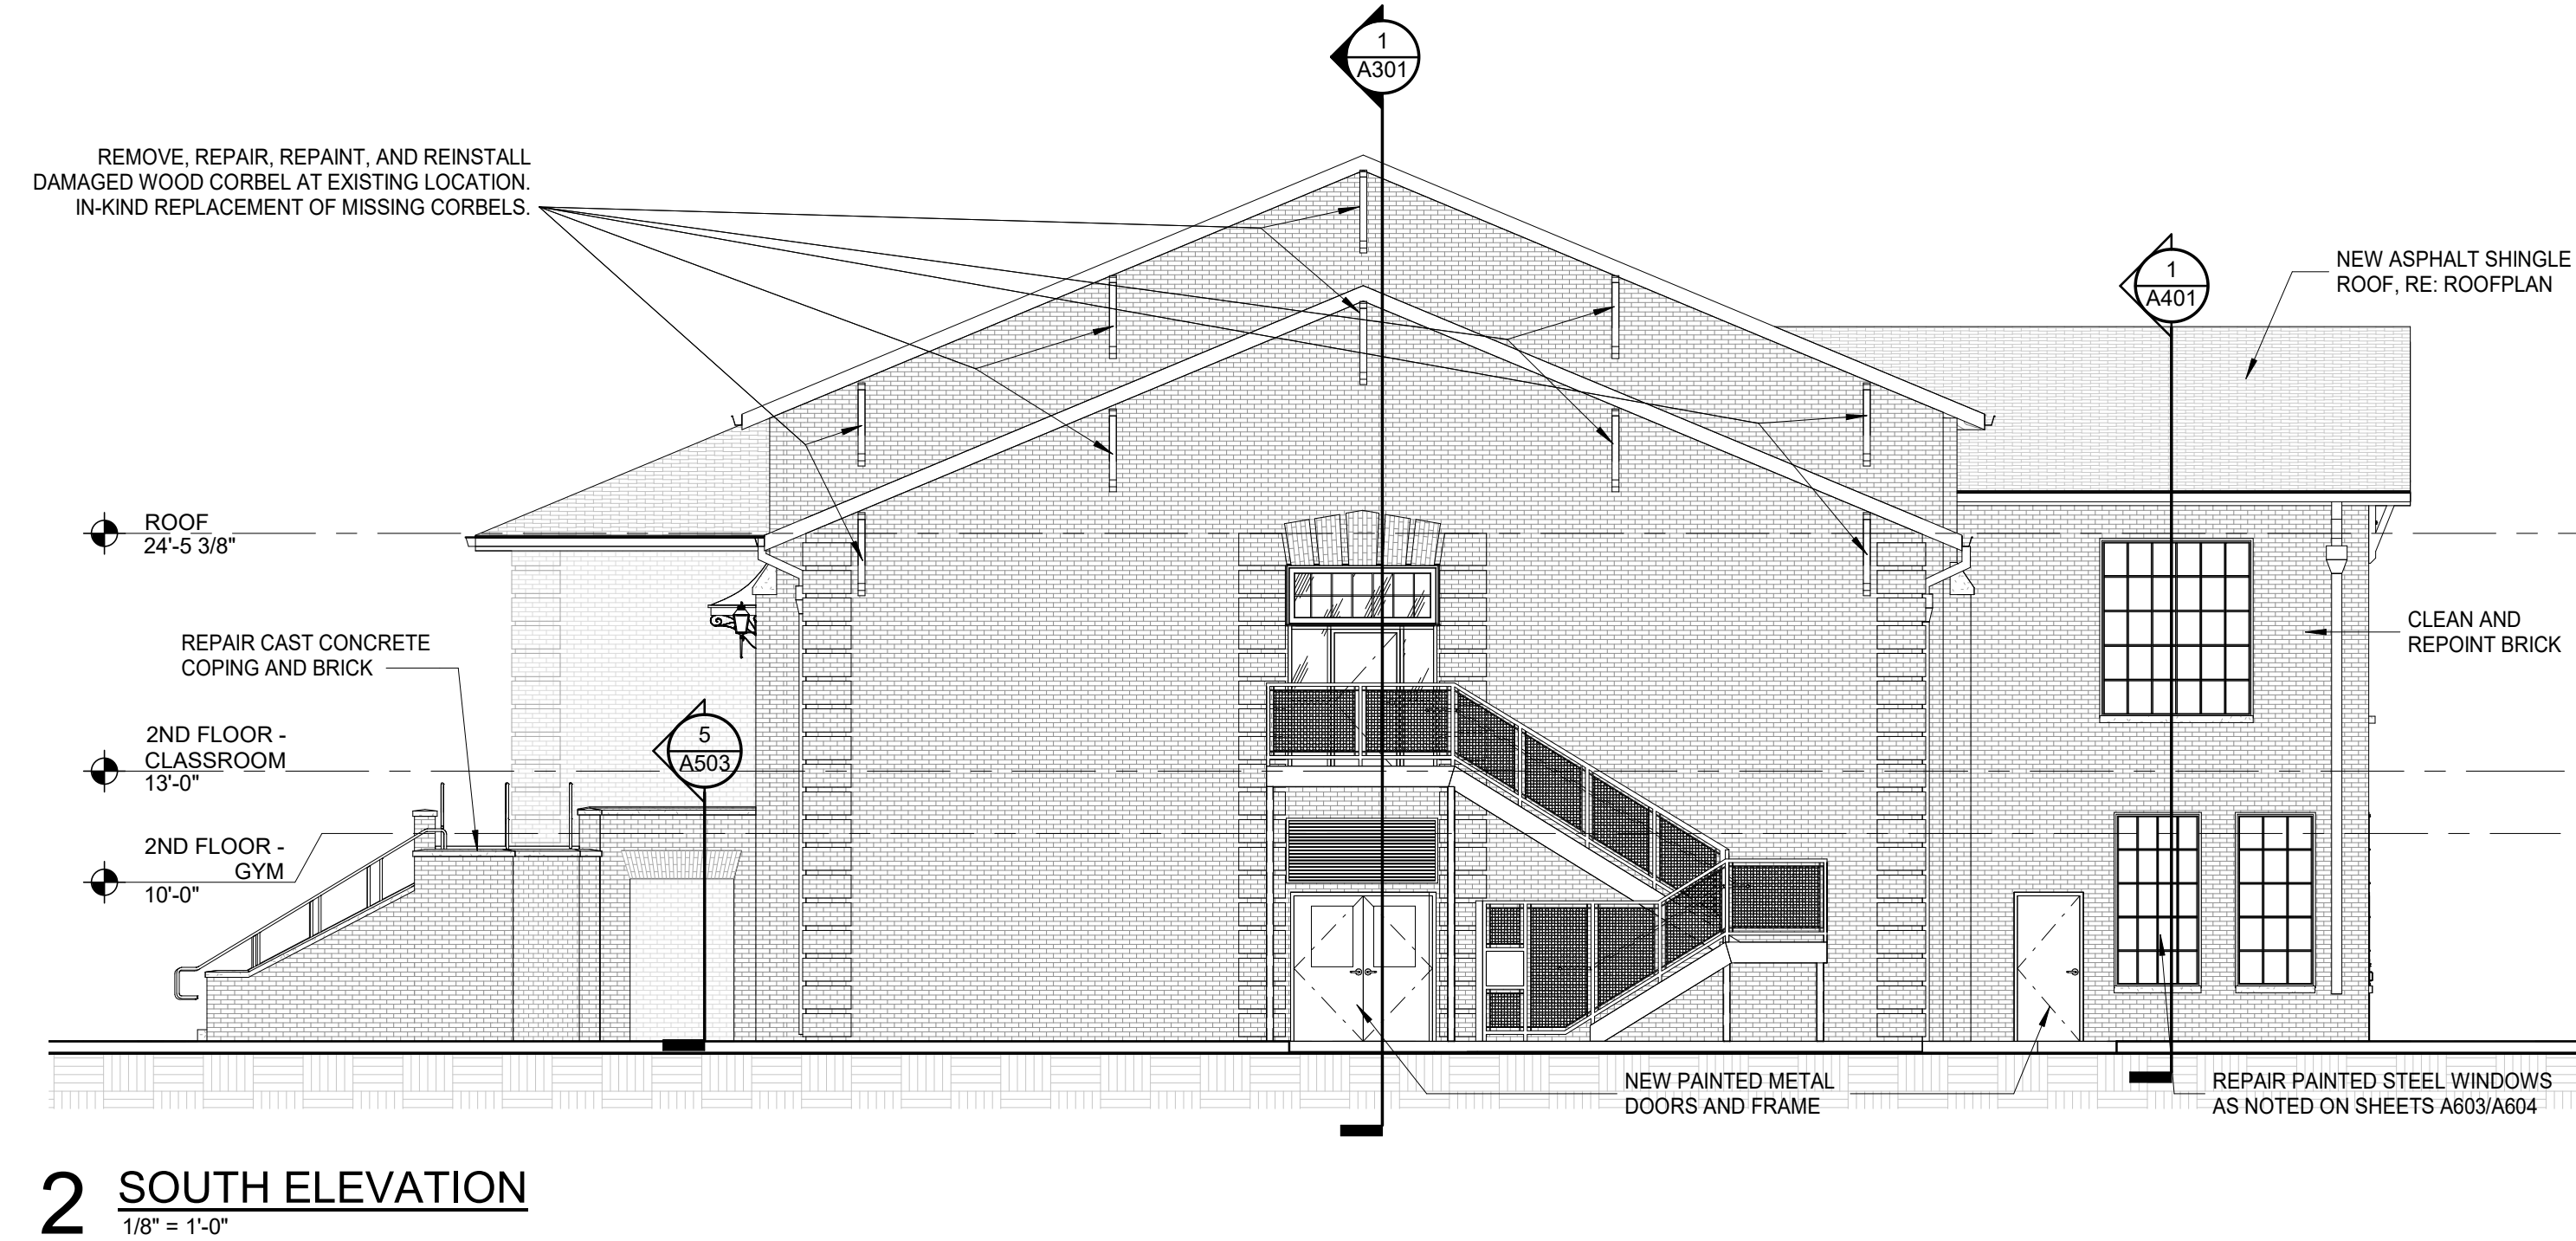 1
A301
REMOVE, REPAIR, REPAINT, AND REINSTALL
DAMAGED WOOD CORBEL AT EXISTING LOCATION.
IN-KIND REPLACEMENT OF MISSING CORBELS.
1
A401
NEW ASPHALT SHINGLE
ROOF, RE: ROOFPLAN
ROOF
24'-5 3/8"
CLEAN AND
REPOINT BRICK
REPAIR CAST CONCRETE
COPING AND BRICK
5
A503
2ND FLOOR -
CLASSROOM
13'-0"
2ND FLOOR -
GYM
10'-0"
NEW PAINTED METAL
DOORS AND FRAME
REPAIR PAINTED STEEL WINDOWS
AS NOTED ON SHEETS A603/A604
2 SOUTH ELEVATION
1/8" = 1'-0"